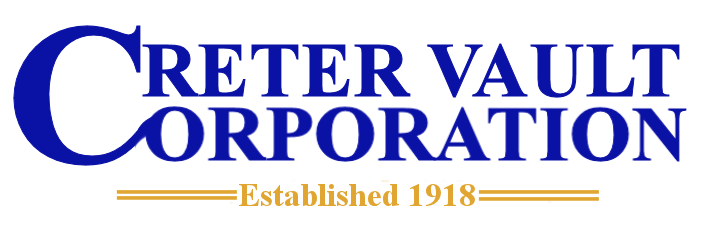 CRETER VAULT
CORPORATION
Established 1918